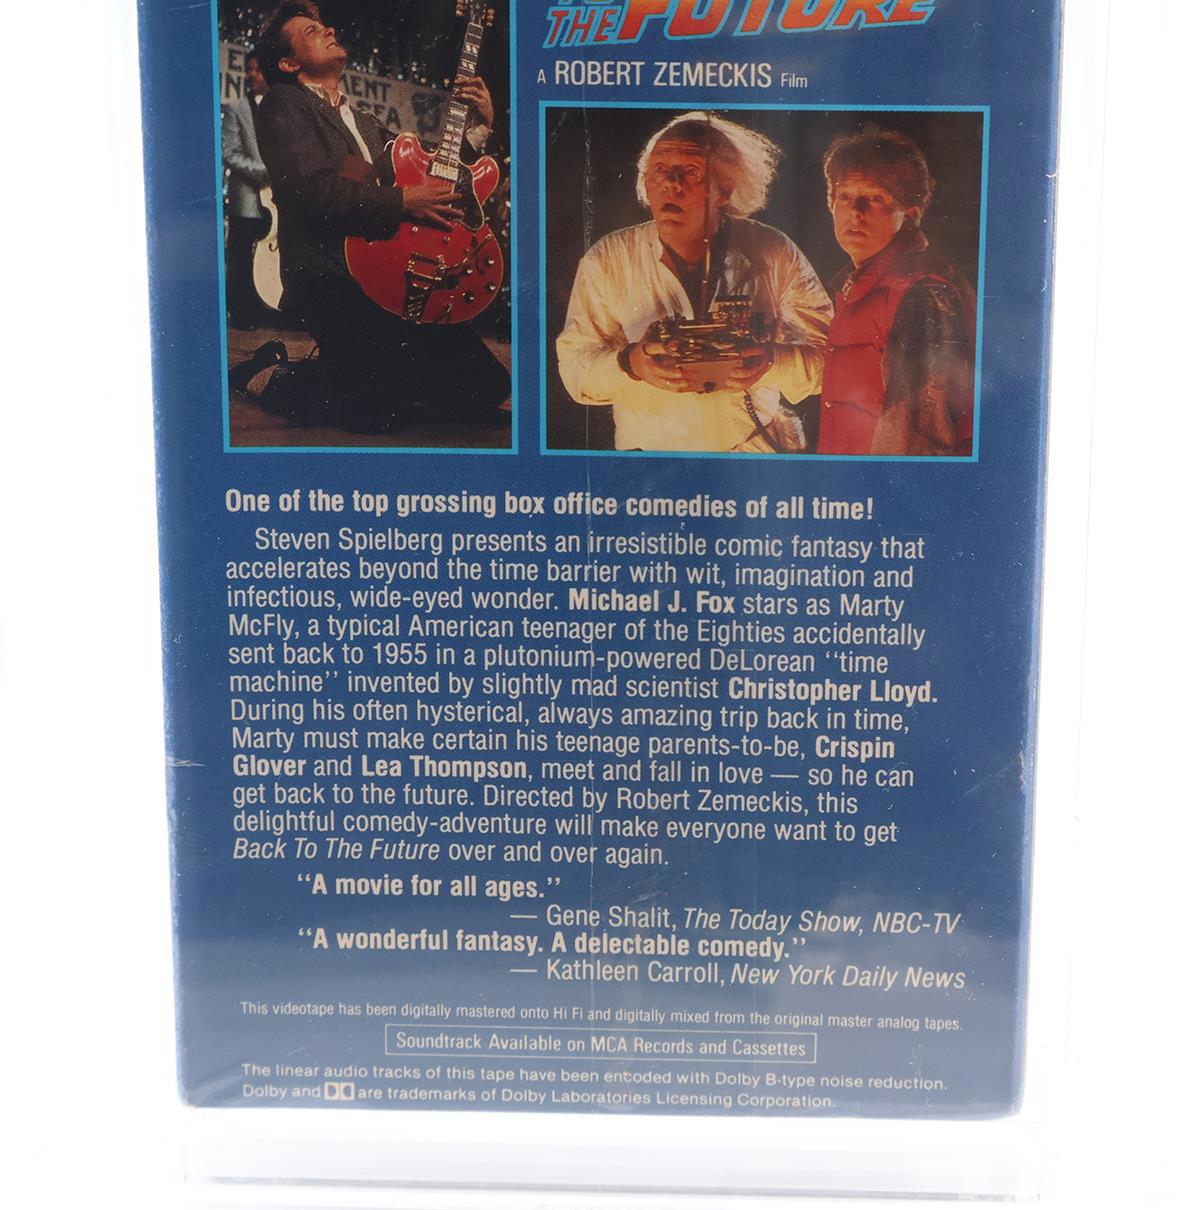 THE FUTURE
A ROBERT ZEMECKIS Film
One of the top grossing box office comedies of all time!
Steven Spielberg presents an irresistible comic fantasy that
accelerates beyond the time barrier with wit, imagination and
infectious, wide-eyed wonder. Michael J. Fox stars as Marty
McFly, a typical American teenager of the Eighties accidentally
sent back to 1955 in a plutonium-powered DeLorean “time
machine” invented by slightly mad scientist Christopher Lloyd.
During his often hysterical, always amazing trip back in time,
Marty must make certain his teenage parents-to-be, Crispin
Glover and Lea Thompson, meet and fall in love — so he can
get back to the future. Directed by Robert Zemeckis, this
delightful comedy-adventure will make everyone want to get
Back To The Future over and over again.
“A movie for all ages.”
— Gene Shalit, The Today Show, NBC-TV
“A wonderful fantasy. A delectable comedy.”
— Kathleen Carroll, New York Daily News
This videotape has been digitally mastered onto Hi Fi and digitally mixed from the original master analog tapes.
Soundtrack Available on MCA Records and Cassettes
The linear audio tracks of this tape have been encoded with Dolby B-type noise reduction.
Dolby and DD are trademarks of Dolby Laboratories Licensing Corporation.